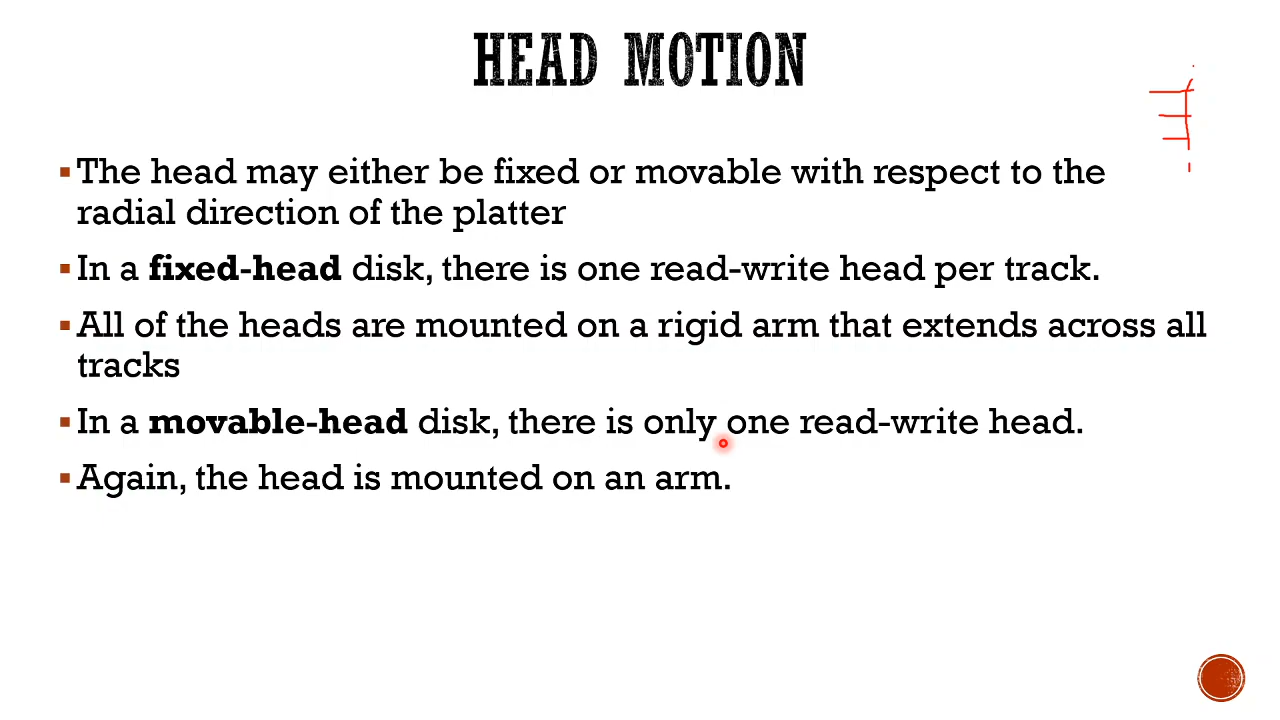 HEAD MOTION
▪The head may either be fixed or movable with respect to the
radial direction of the platter
▪In a fixed-head disk, there is one read-write head per track.
▪All of the heads are mounted on a rigid arm that extends across all
tracks
▪In a movable-head disk, there is only one read-write head.
▪Again, the head is mounted on an arm.